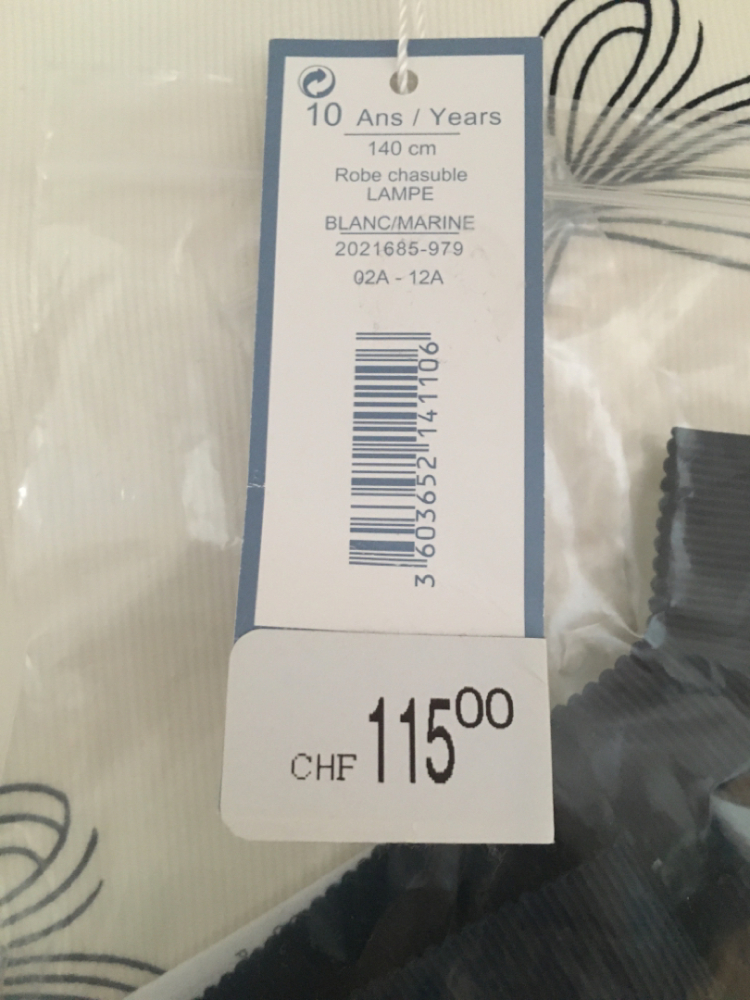 10 Ans / Years
140 cm
Robe chasuble
LAMPE
BLANC/MARINE
2021685-979
02A - 12A
3 603652 141106
CHF 115⁰⁰